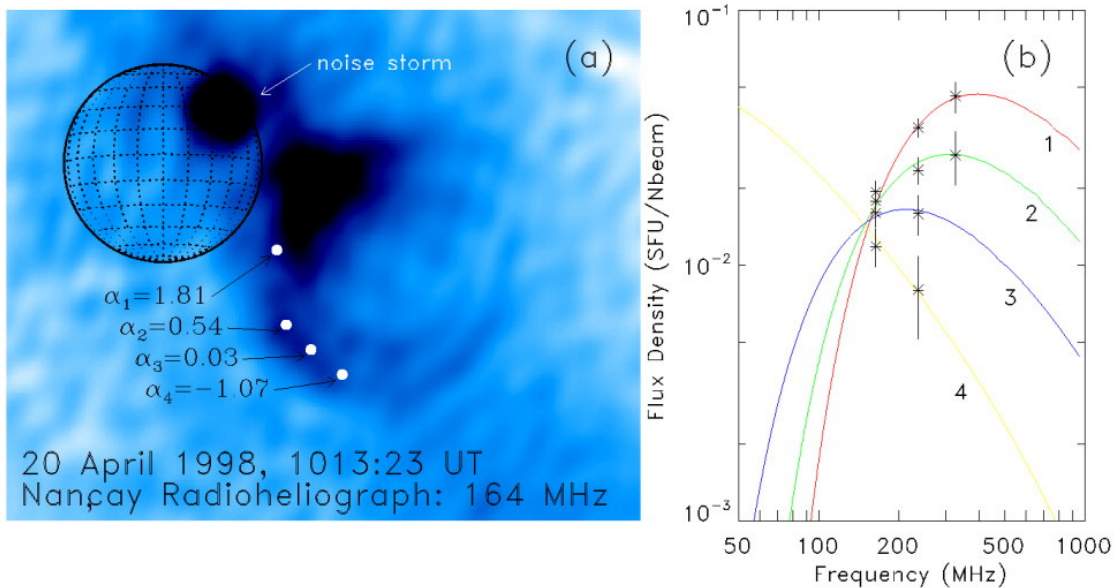 (a)
noise storm
α₁=1.81
α₂=0.54
α₃=0.03
α₄=−1.07
20 April 1998, 1013:23 UT
Nançay Radioheliograph: 164 MHz
(b)
Flux Density (SFU/Nbeam)
10⁻¹
10⁻²
10⁻³
1
2
3
4
50 100 200 500 1000
Frequency (MHz)